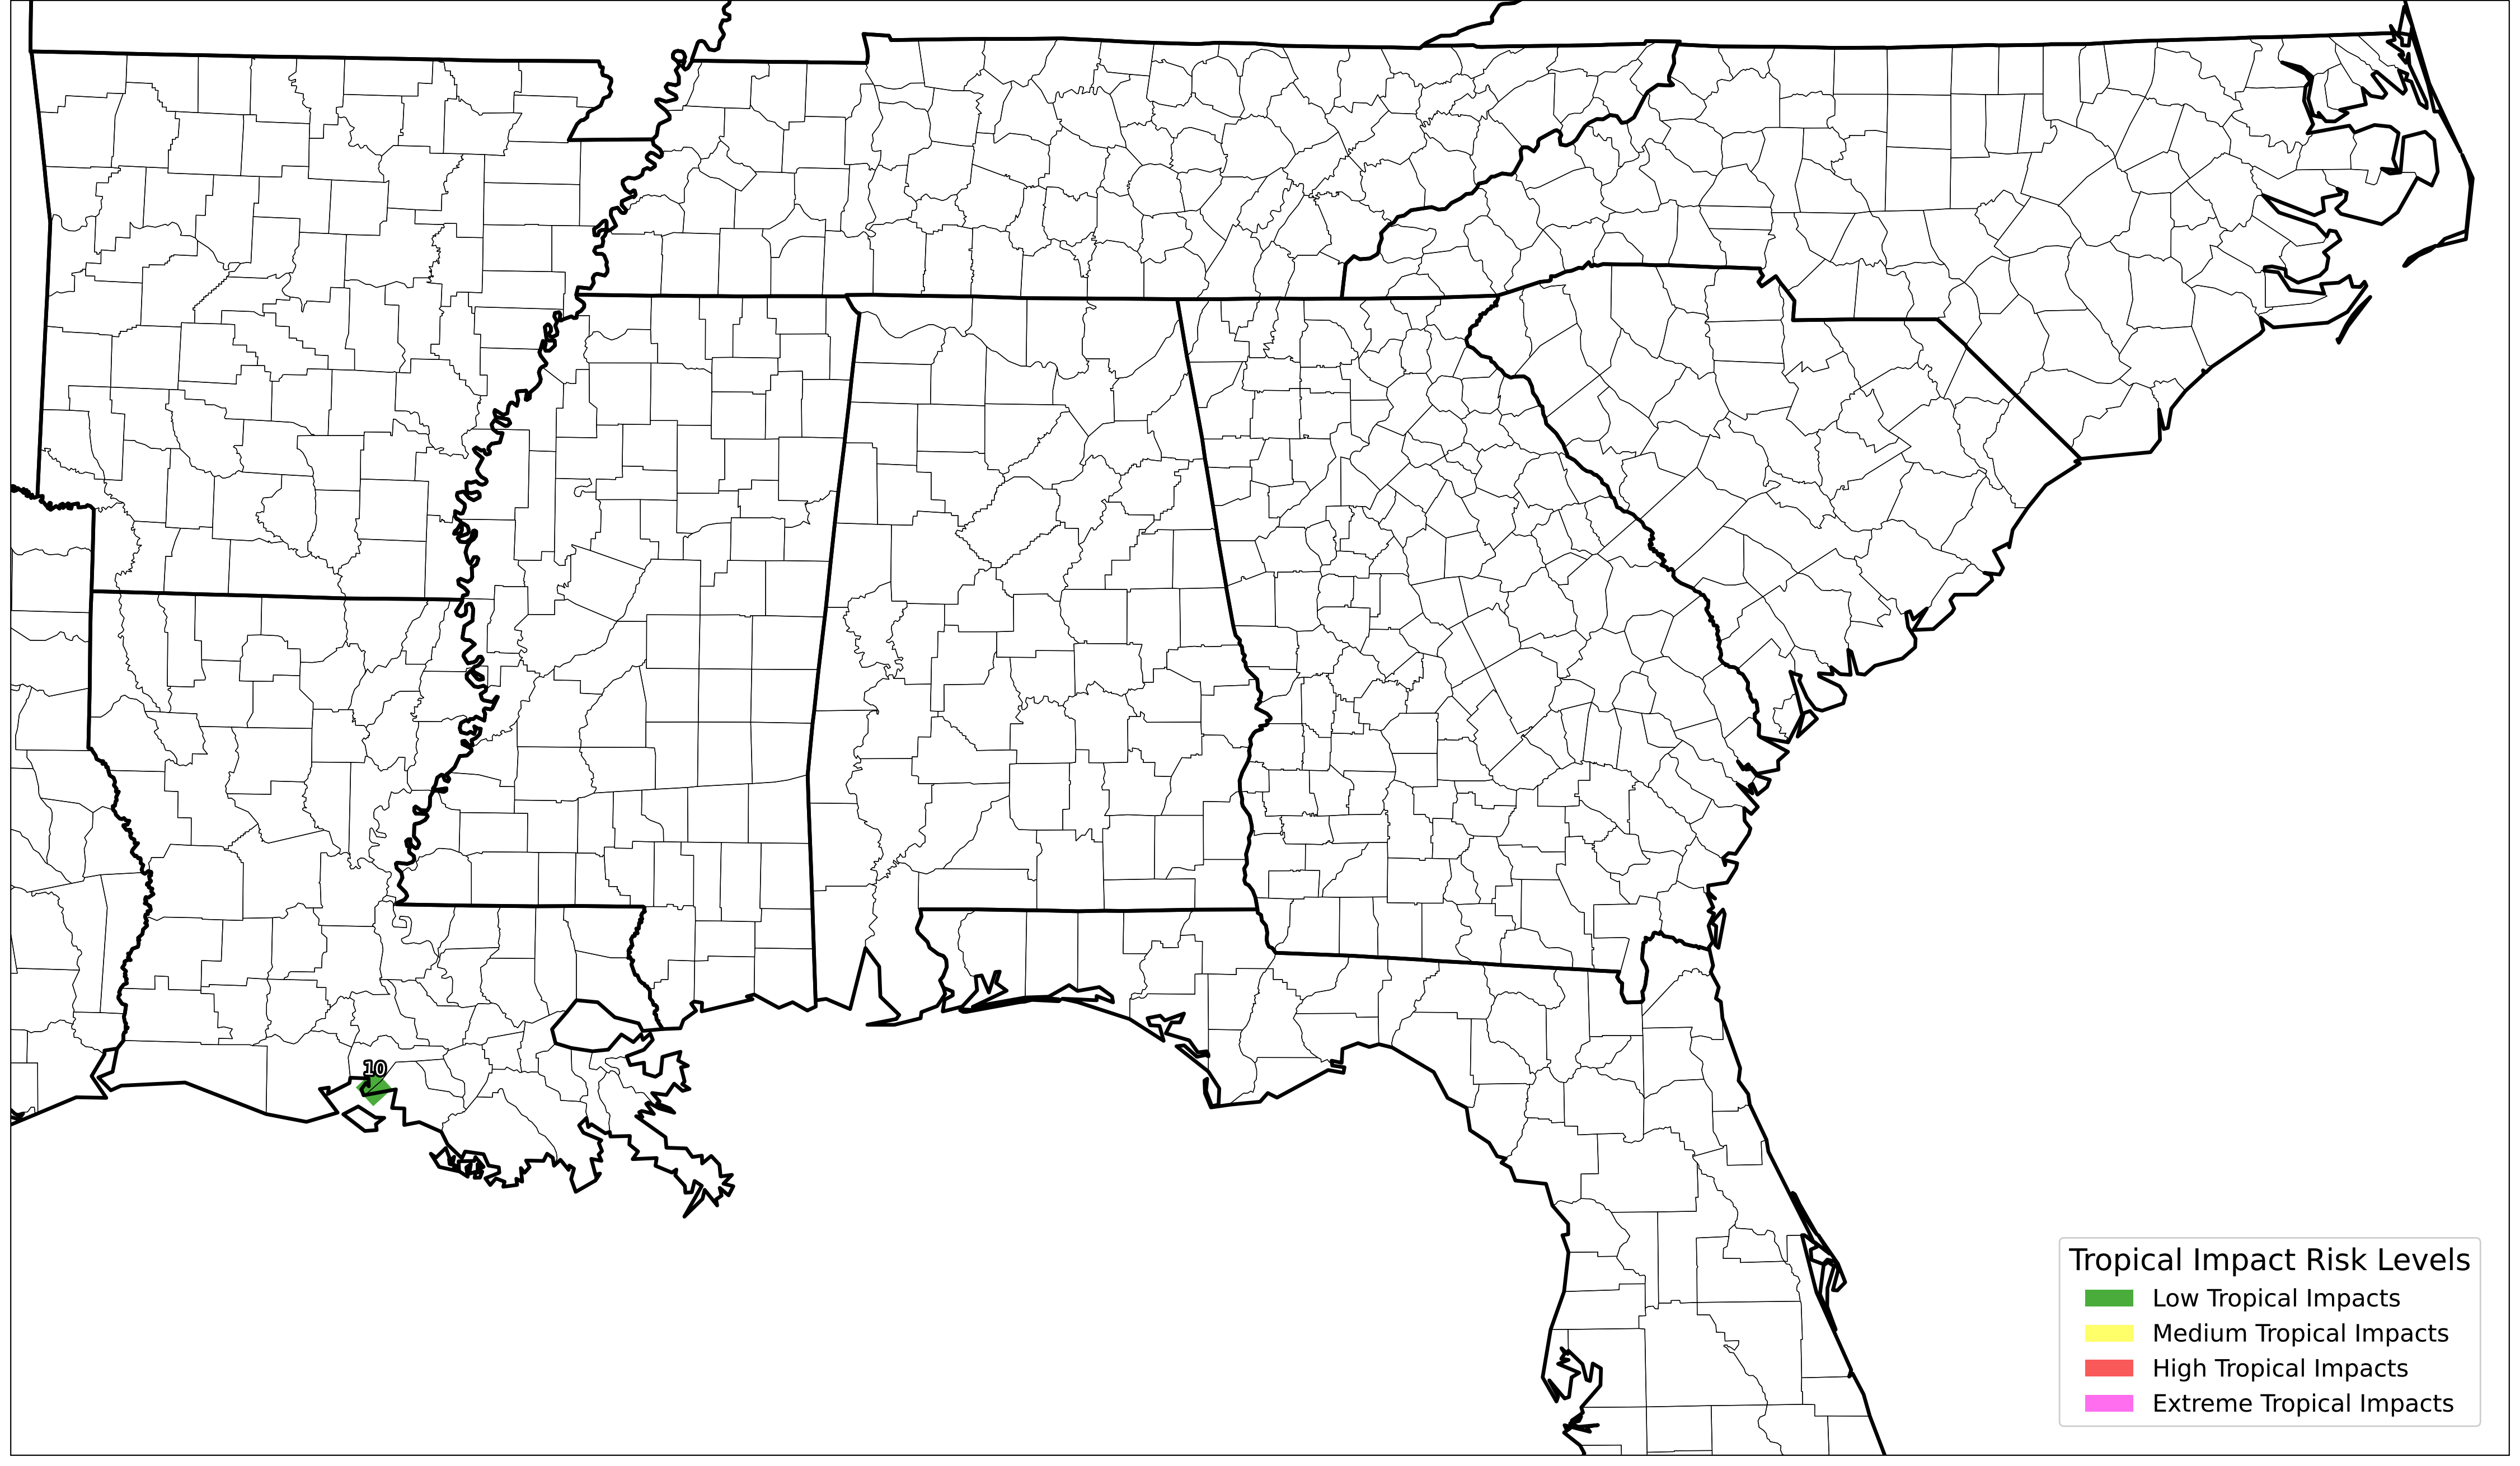 10
Tropical Impact Risk Levels
Low Tropical Impacts
Medium Tropical Impacts
High Tropical Impacts
Extreme Tropical Impacts